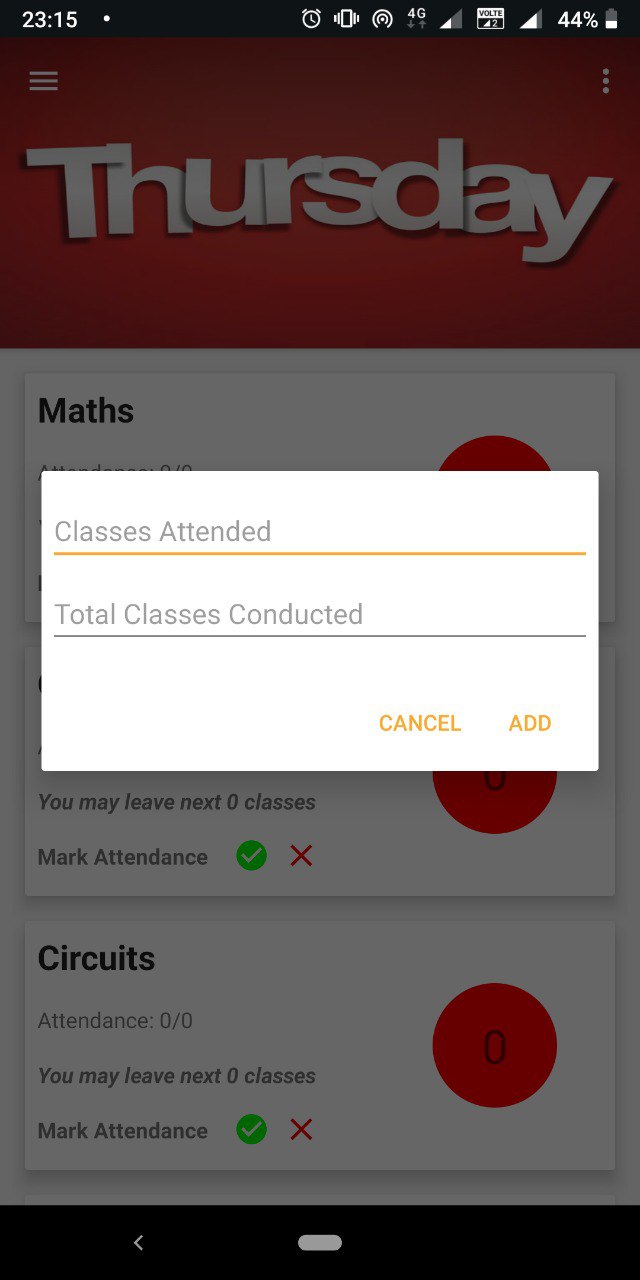 23:15
4G
VOLTE
2
44%
Thursday
Maths
Attendance: 0/0
Classes Attended
Total Classes Conducted
CANCEL ADD
0
You may leave next 0 classes
Mark Attendance
Circuits
Attendance: 0/0
0
You may leave next 0 classes
Mark Attendance